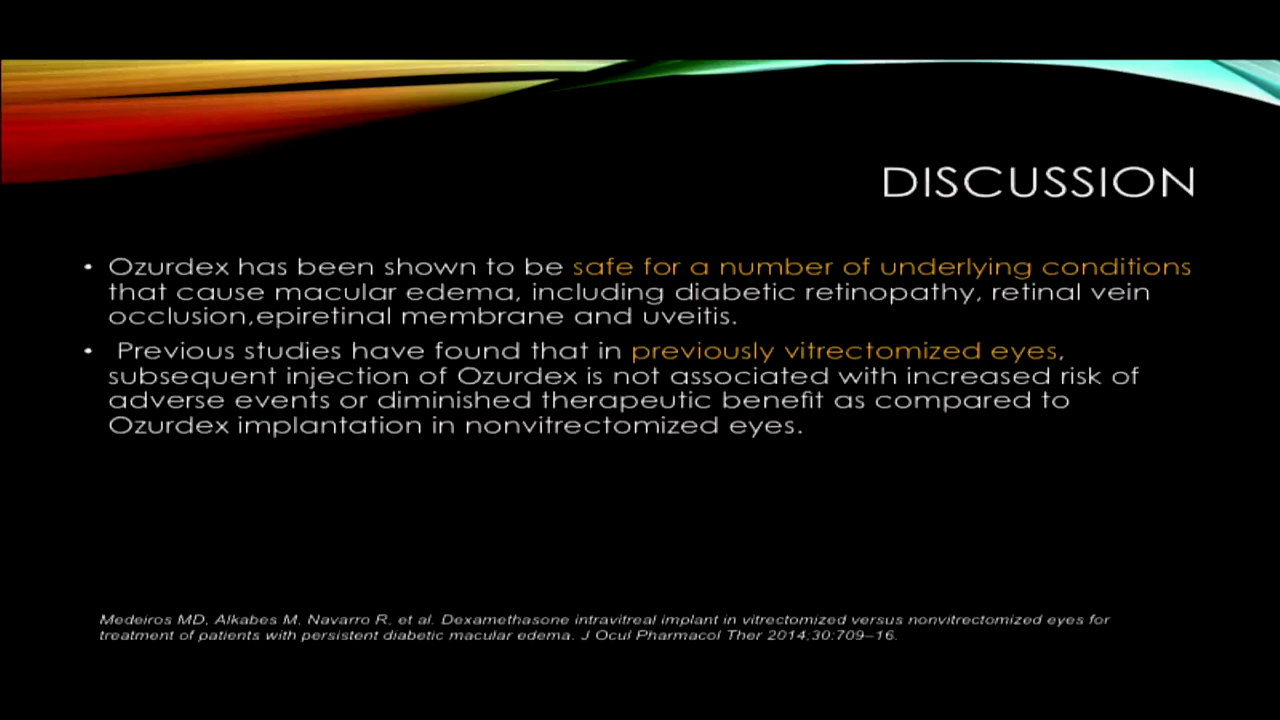 DISCUSSION
• Ozurdex has been shown to be safe for a number of underlying conditions
that cause macular edema, including diabetic retinopathy, retinal vein
occlusion,epiretinal membrane and uveitis.
• Previous studies have found that in previously vitrectomized eyes,
subsequent injection of Ozurdex is not associated with increased risk of
adverse events or diminished therapeutic benefit as compared to
Ozurdex implantation in nonvitrectomized eyes.
Medeiros MD, Alkabes M, Navarro R, et al. Dexamethasone intravitreal implant in vitrectomized versus nonvitrectomized eyes for
treatment of patients with persistent diabetic macular edema. J Ocul Pharmacol Ther 2014;30:709–16.